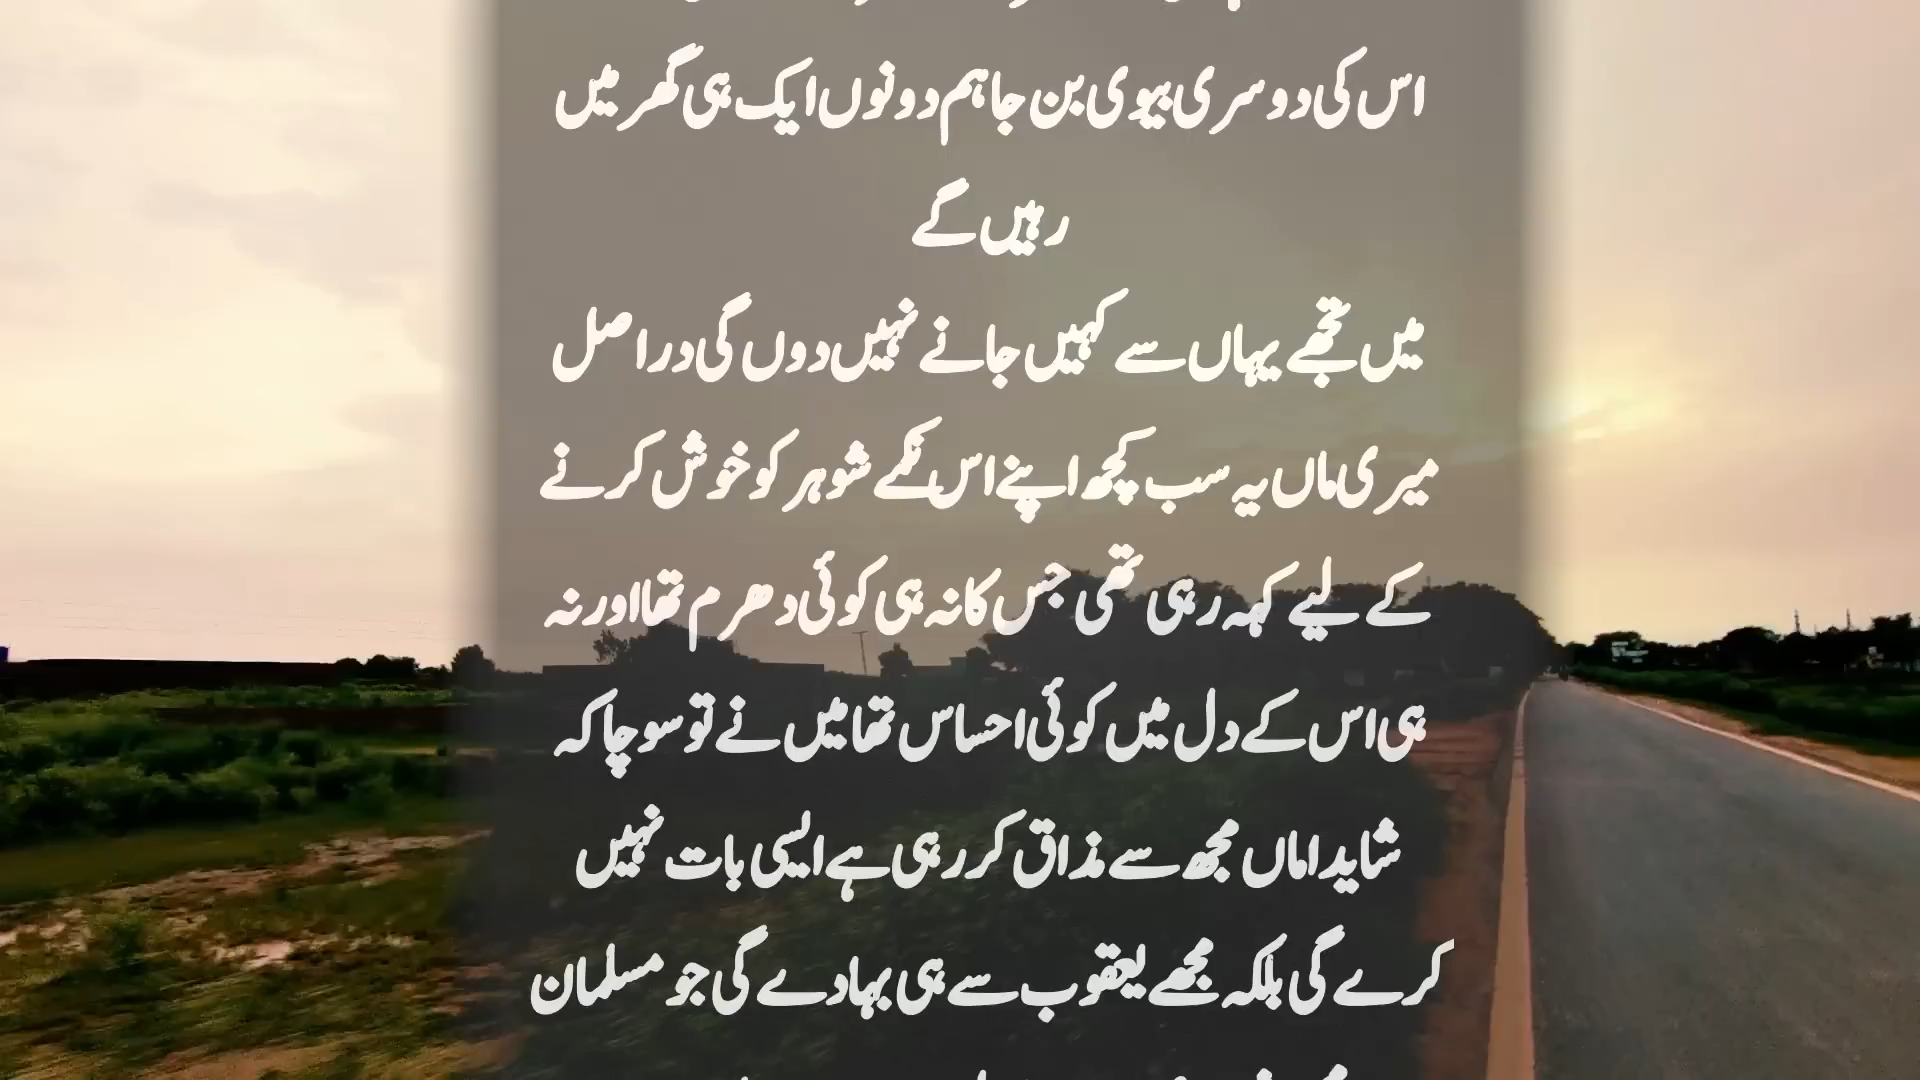 اس کی دوسری بیوی بن جا ہم دونوں ایک ہی گھر میں
رہیں گے
میں تجھے یہاں سے کہیں جانے نہیں دوں گی دراصل
میری ماں یہ سب کچھ اپنے اس نکمے شوہر کو خوش کرنے
کے لیے کہہ رہی تھی جس کا نہ ہی کوئی دھرم تھا اور نہ
ہی اس کے دل میں کوئی احساس تھا میں نے تو سوچا کہ
شاید اماں مجھ سے مذاق کر رہی ہے ایسی بات نہیں
کرے گی بلکہ مجھے یعقوب سے ہی بہا دے گی جو مسلمان